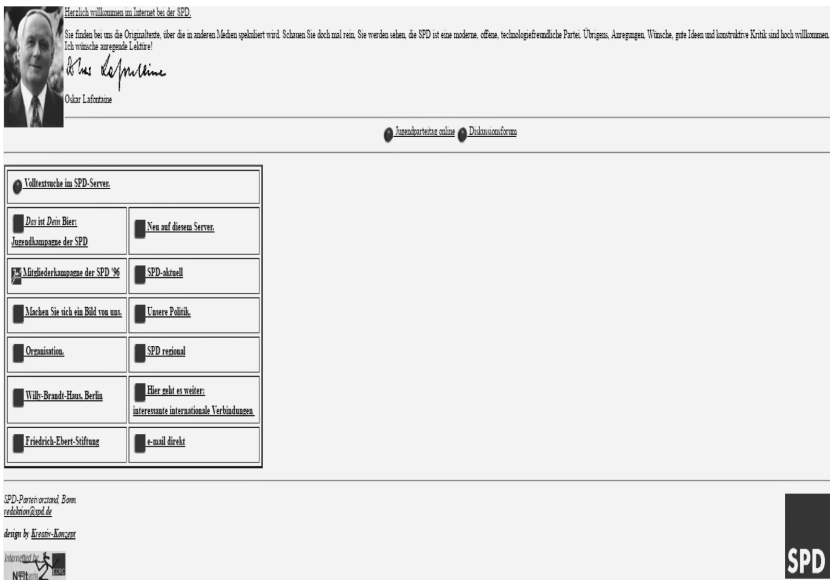 Herzlich willkommen im Internet bei der SPD.
Sie finden bei uns die Originaltexte, über die in anderen Medien spekuliert wird. Schauen Sie doch mal rein, Sie werden sehen, die SPD ist eine moderne, offene, technologiefreundliche Partei. Übrigens, Anregungen, Wünsche, gute Ideen und konstruktive Kritik sind hoch willkommen.
Ich wünsche anregende Lektüre!
Oskar Lafontaine
Oskar Lafontaine
Jugendparteitag online Diskussionsforum
Volltextsuche im SPD-Server.
Das ist Dein Bier:
Jugendkampagne der SPD
Neu auf diesem Server.
Mitgliederkampagne der SPD '96
SPD-aktuell
Machen Sie sich ein Bild von uns.
Unsere Politik.
Organisation.
SPD regional
Willy-Brandt-Haus, Berlin
Hier geht es weiter:
interessante internationale Verbindungen
Friedrich-Ebert-Stiftung
e-mail direkt
SPD-Parteivorstand, Bonn
redaktion@spd.de
design by Kreativ-Konzept
Internetted by
SPD